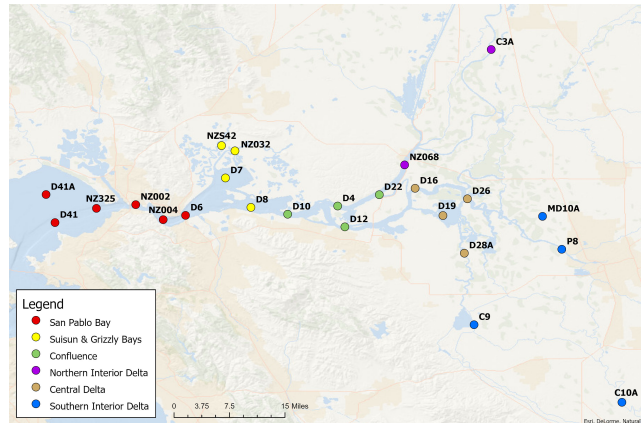 C3A
NZS42
NZ032
NZ068
D7
D16
D41A
D22
D26
NZ002
NZ325
D8
D4
MD10A
D41
NZ004
D6
D10
D19
D12
P8
D28A
Legend
San Pablo Bay
Suisun & Grizzly Bays
Confluence
Northern Interior Delta
Central Delta
Southern Interior Delta
C9
C10A
0 3.75 7.5 15 Miles
Esri, DeLorme, Natural